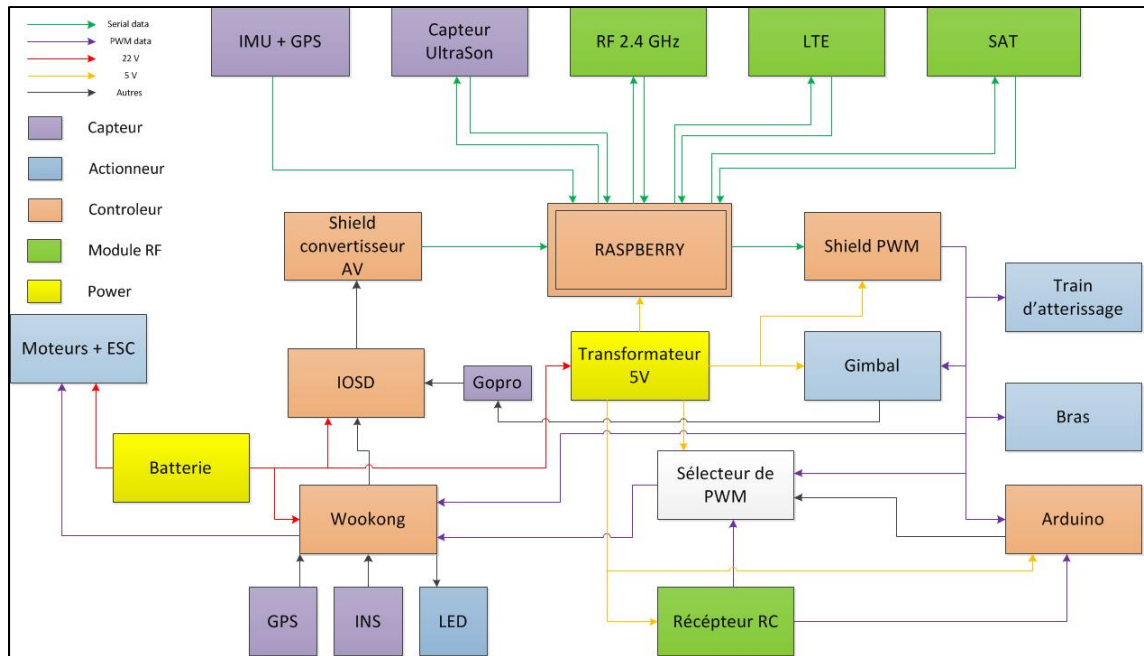 Serial data
PWM data
22 V
5 V
Autres
Capteur
Actionneur
Controleur
Module RF
Power
IMU + GPS
Capteur
UltraSon
RF 2.4 GHz
LTE
SAT
Shield
convertisseur
AV
RASPBERRY
Shield PWM
Train
d'atterissage
Moteurs + ESC
IOSD
Gopro
Transformateur
5V
Gimbal
Bras
Batterie
Sélecteur de
PWM
Wookong
Arduino
GPS
INS
LED
Récépteur RC